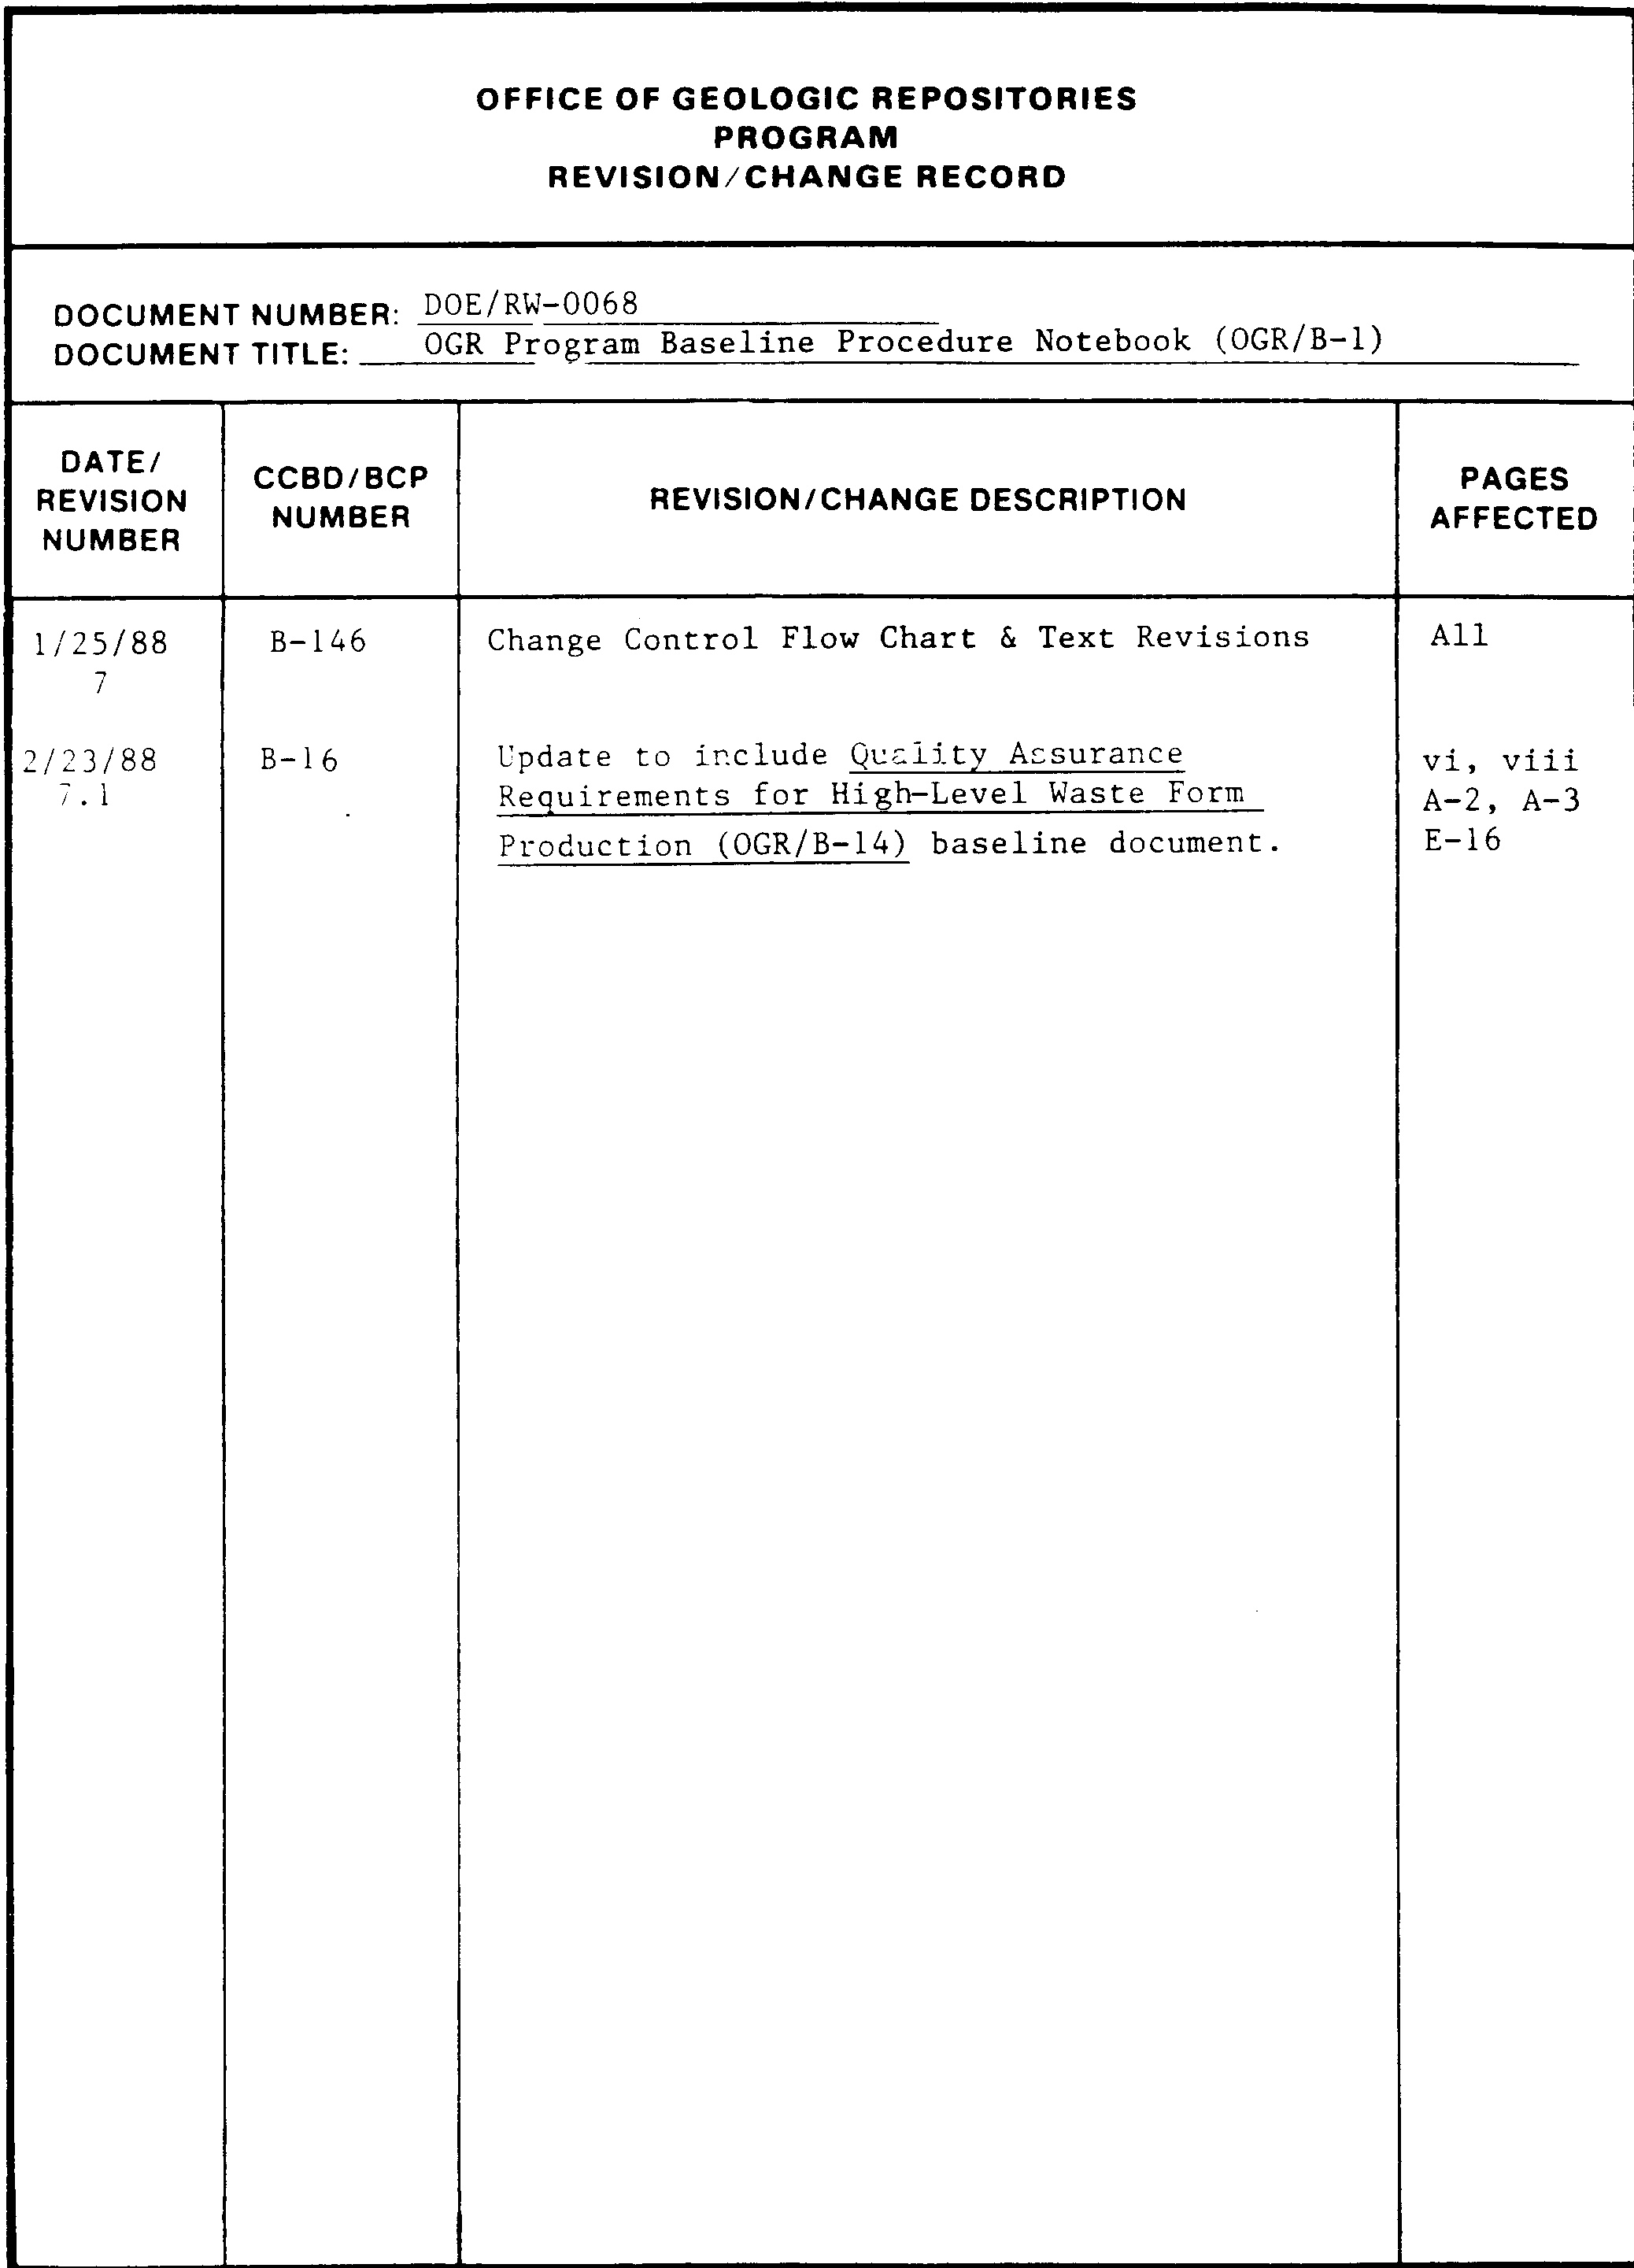 OFFICE OF GEOLOGIC REPOSITORIES
PROGRAM
REVISION/CHANGE RECORD
DOCUMENT NUMBER: DOE/RW-0068
DOCUMENT TITLE: OGR Program Baseline Procedure Notebook (OGR/B-1)
DATE/
REVISION
NUMBER
CCBD/BCP
NUMBER
REVISION/CHANGE DESCRIPTION
PAGES
AFFECTED
1/25/88
7
B-146
Change Control Flow Chart & Text Revisions
All
2/23/88
7.1
B-16
Update to include Quality Assurance
Requirements for High-Level Waste Form
Production (OGR/B-14) baseline document.
vi, viii
A-2, A-3
E-16